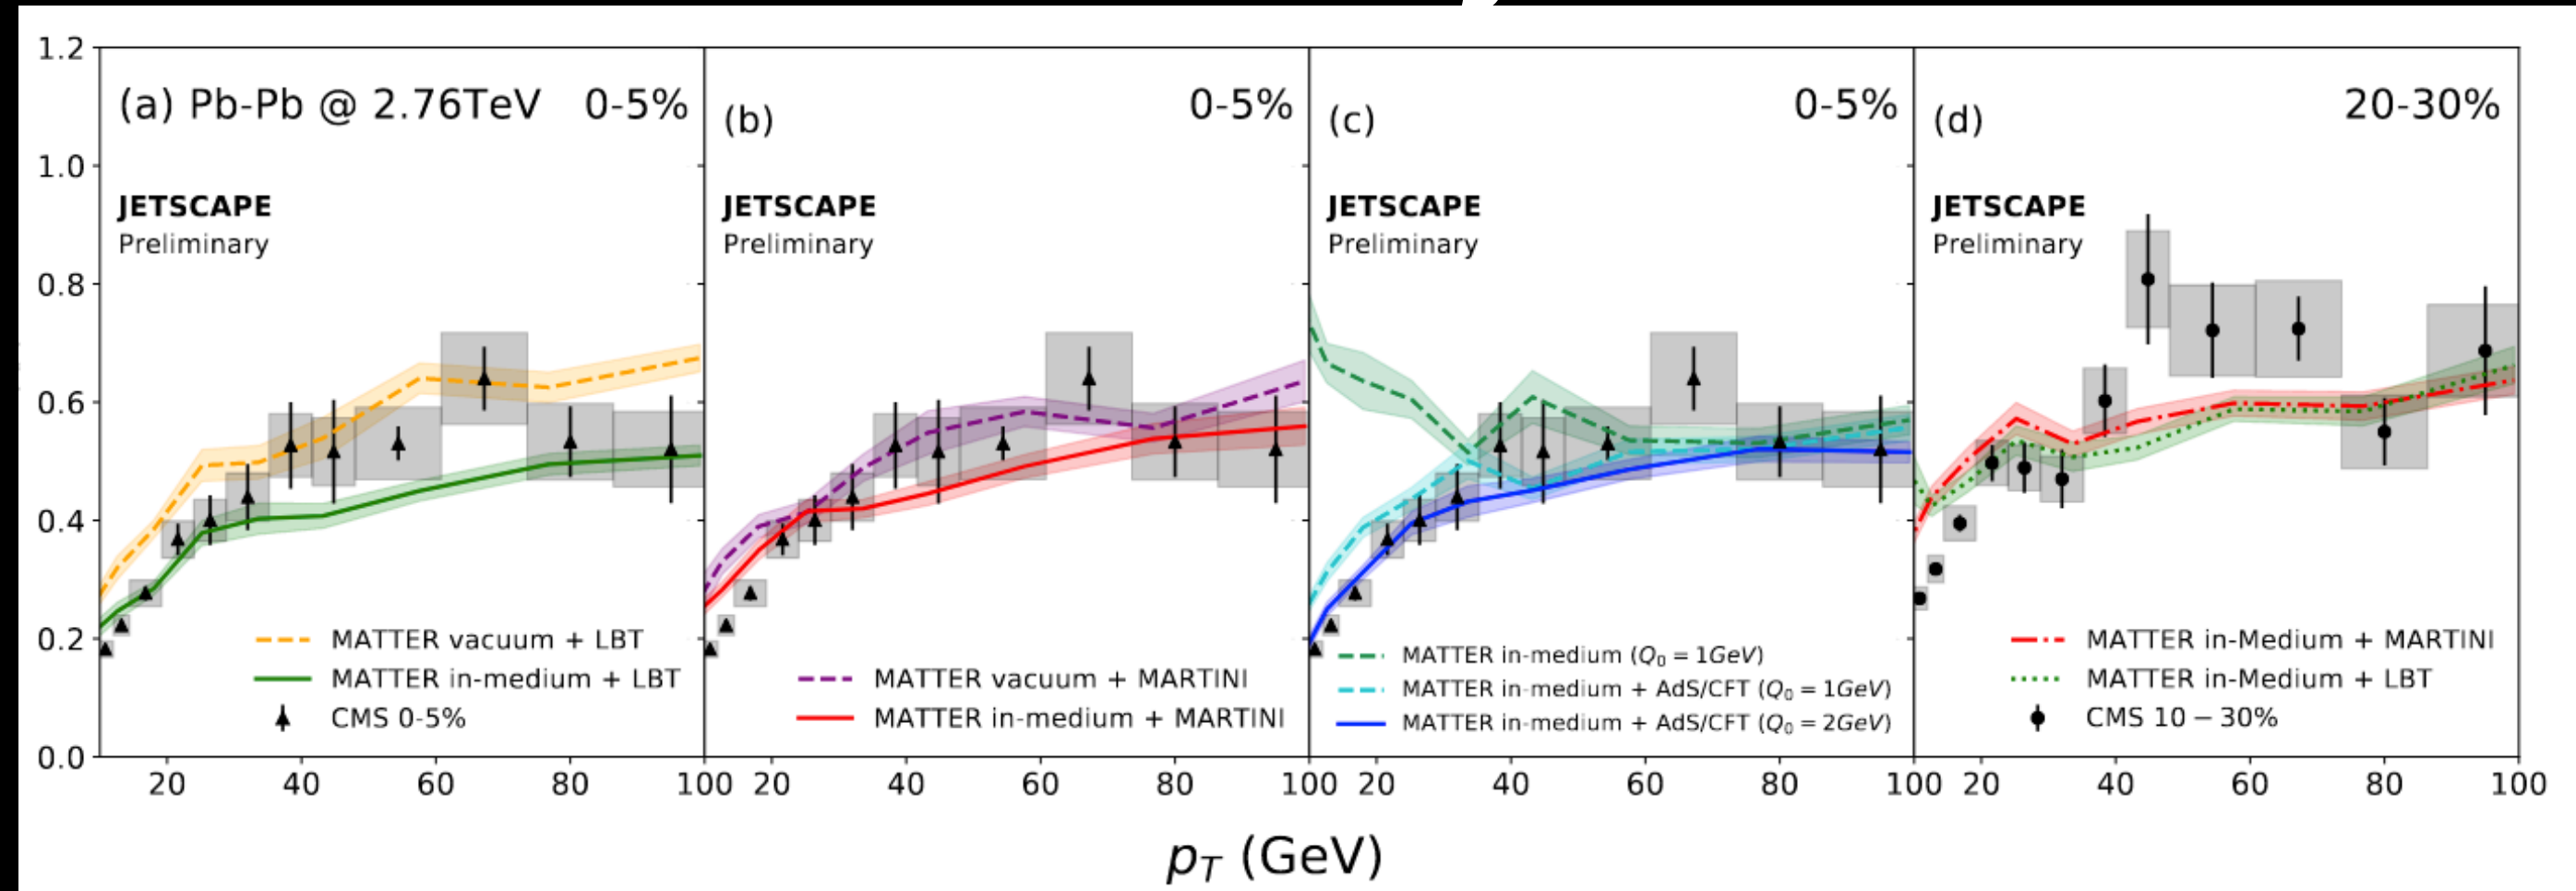 (a) Pb-Pb @ 2.76TeV 0-5%
JETSCAPE
Preliminary
MATTER vacuum + LBT
MATTER in-medium + LBT
CMS 0-5%
1.2
1.0
0.8
0.6
0.4
0.2
0.0
20 40 60 80 100
(b) 0-5%
JETSCAPE
Preliminary
MATTER vacuum + MARTINI
MATTER in-medium + MARTINI
20 40 60 80 100
(c) 0-5%
JETSCAPE
Preliminary
MATTER in-medium (Q₀ = 1GeV)
MATTER in-medium + AdS/CFT (Q₀ = 1GeV)
MATTER in-medium + AdS/CFT (Q₀ = 2GeV)
20 40 60 80 100
(d) 20-30%
JETSCAPE
Preliminary
MATTER in-Medium + MARTINI
MATTER in-Medium + LBT
CMS 10 − 30%
20 40 60 80 100
p_T (GeV)